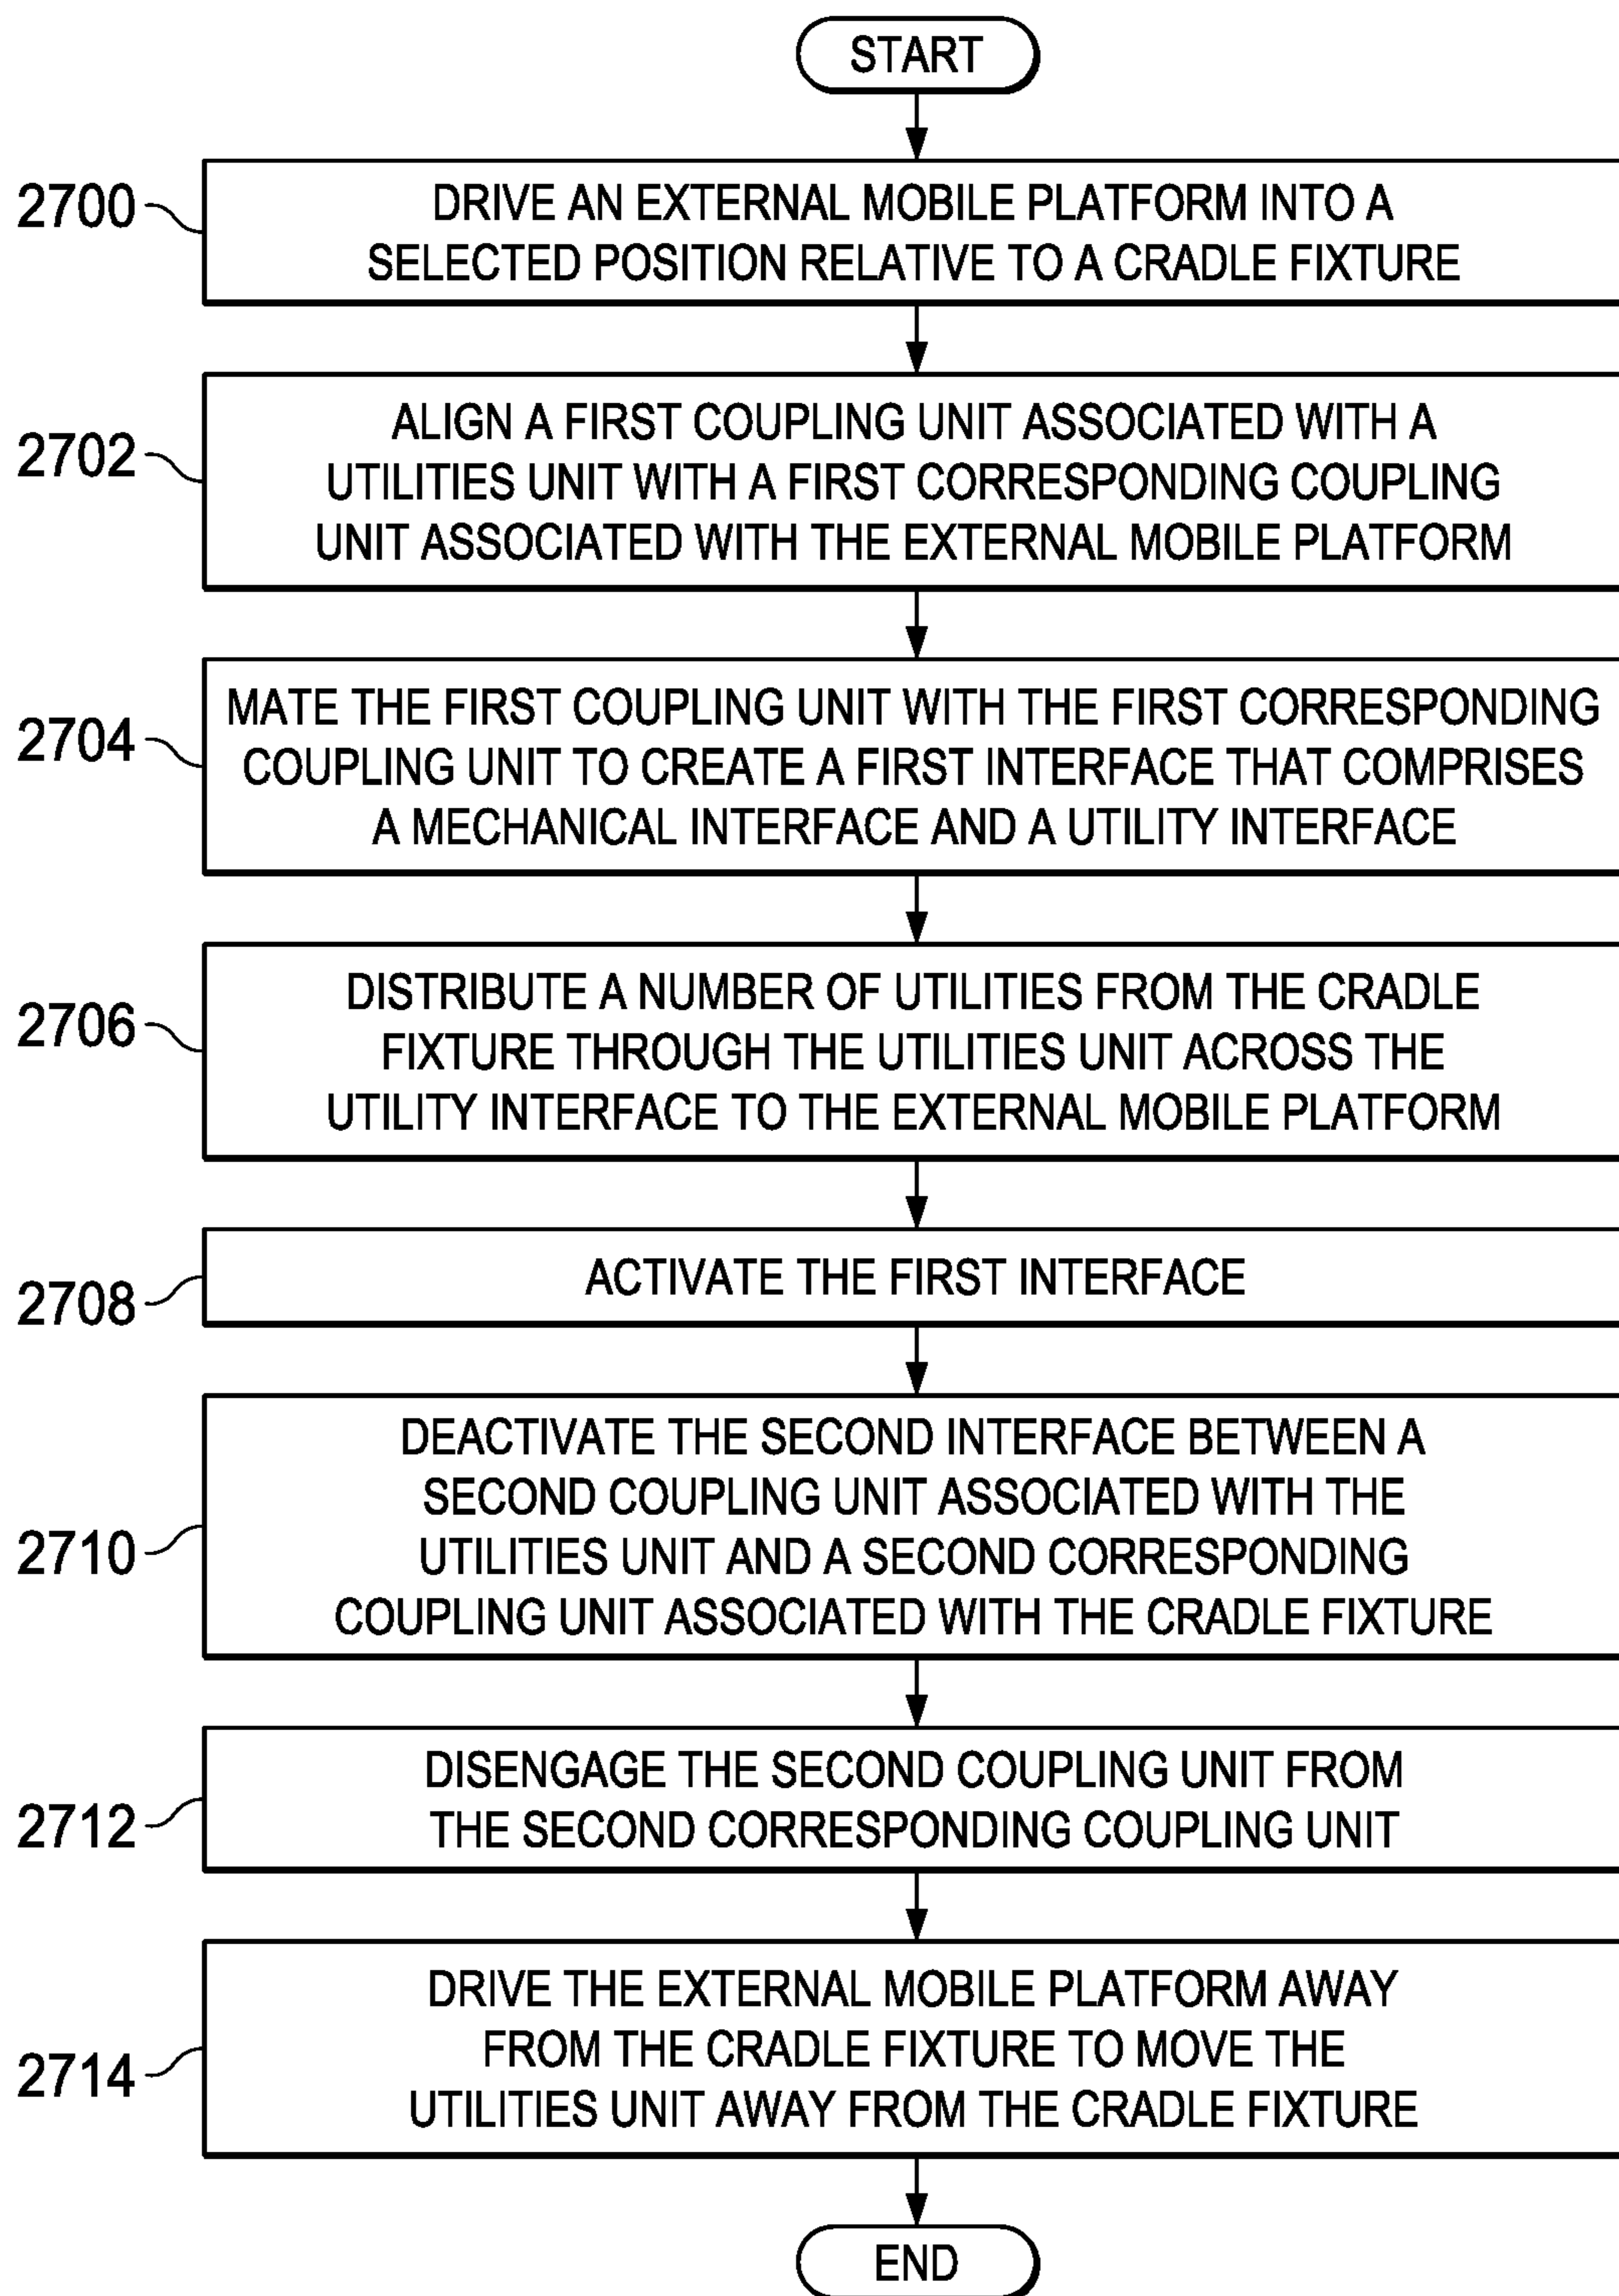 START
2700
DRIVE AN EXTERNAL MOBILE PLATFORM INTO A
SELECTED POSITION RELATIVE TO A CRADLE FIXTURE
2702
ALIGN A FIRST COUPLING UNIT ASSOCIATED WITH A
UTILITIES UNIT WITH A FIRST CORRESPONDING COUPLING
UNIT ASSOCIATED WITH THE EXTERNAL MOBILE PLATFORM
2704
MATE THE FIRST COUPLING UNIT WITH THE FIRST CORRESPONDING
COUPLING UNIT TO CREATE A FIRST INTERFACE THAT COMPRISES
A MECHANICAL INTERFACE AND A UTILITY INTERFACE
2706
DISTRIBUTE A NUMBER OF UTILITIES FROM THE CRADLE
FIXTURE THROUGH THE UTILITIES UNIT ACROSS THE
UTILITY INTERFACE TO THE EXTERNAL MOBILE PLATFORM
2708
ACTIVATE THE FIRST INTERFACE
2710
DEACTIVATE THE SECOND INTERFACE BETWEEN A
SECOND COUPLING UNIT ASSOCIATED WITH THE
UTILITIES UNIT AND A SECOND CORRESPONDING
COUPLING UNIT ASSOCIATED WITH THE CRADLE FIXTURE
2712
DISENGAGE THE SECOND COUPLING UNIT FROM
THE SECOND CORRESPONDING COUPLING UNIT
2714
DRIVE THE EXTERNAL MOBILE PLATFORM AWAY
FROM THE CRADLE FIXTURE TO MOVE THE
UTILITIES UNIT AWAY FROM THE CRADLE FIXTURE
END